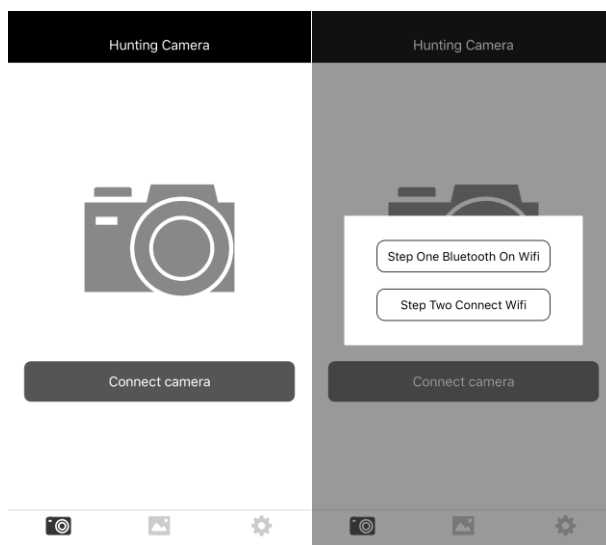 Hunting Camera
Connect camera
Hunting Camera
Step One Bluetooth On Wifi
Step Two Connect Wifi
Connect camera